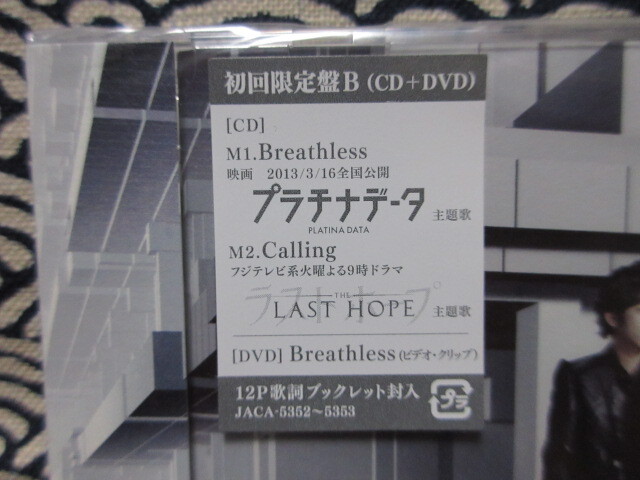 初回限定盤B(CD+DVD)
[CD]
M1.Breathless
映画 2013/3/16全国公開
プラチナデータ 主題歌
PLATINA DATA
M2.Calling
フジテレビ系火曜よる9時ドラマ
ラストホープ
THE
LAST HOPE 主題歌
[DVD] Breathless(ビデオ・クリップ)
12P歌詞ブックレット封入
JACA-5352~5353
プラ